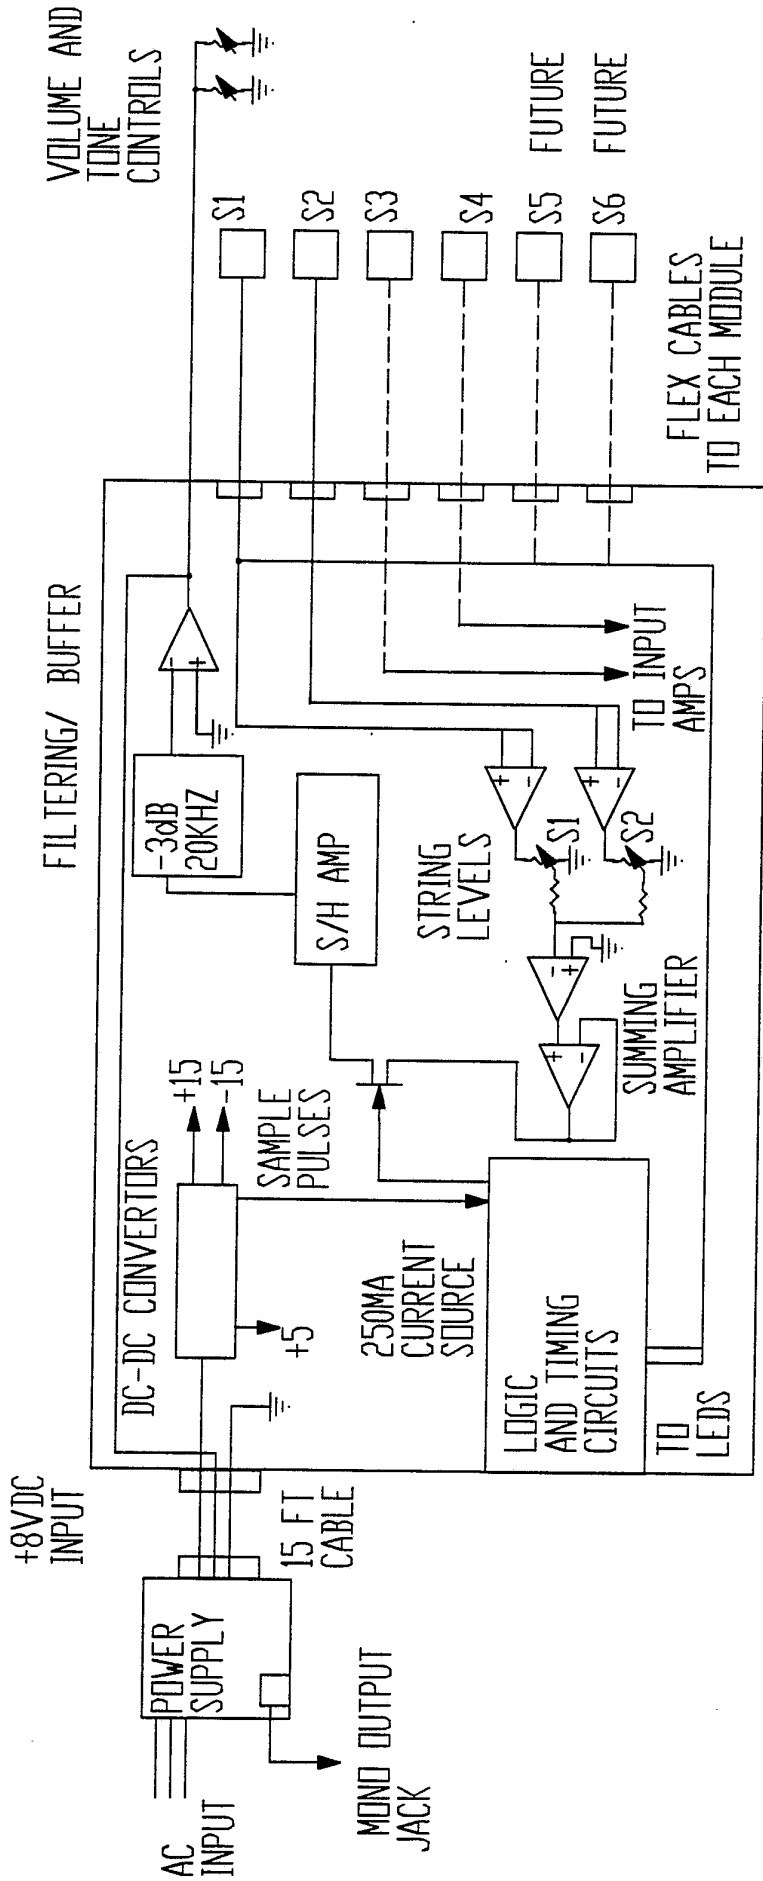 VOLUME AND
TONE
CONTROLS
S1
S2
S3
S4
S5 FUTURE
S6 FUTURE
FLEX CABLES
TO EACH MODULE
FILTERING/ BUFFER
-
+
-3dB
20KHZ
S/H AMP
TO INPUT
AMPS
+
-
+
-
STRING
LEVELS
S1
S2
-
+
+
-
SUMMING
AMPLIFIER
DC-DC CONVERTORS
+15
-15
+5
SAMPLE
PULSES
250MA
CURRENT
SOURCE
LOGIC
AND TIMING
CIRCUITS
TO
LEDS
+8VDC
INPUT
15 FT
CABLE
POWER
SUPPLY
AC
INPUT
MONO OUTPUT
JACK